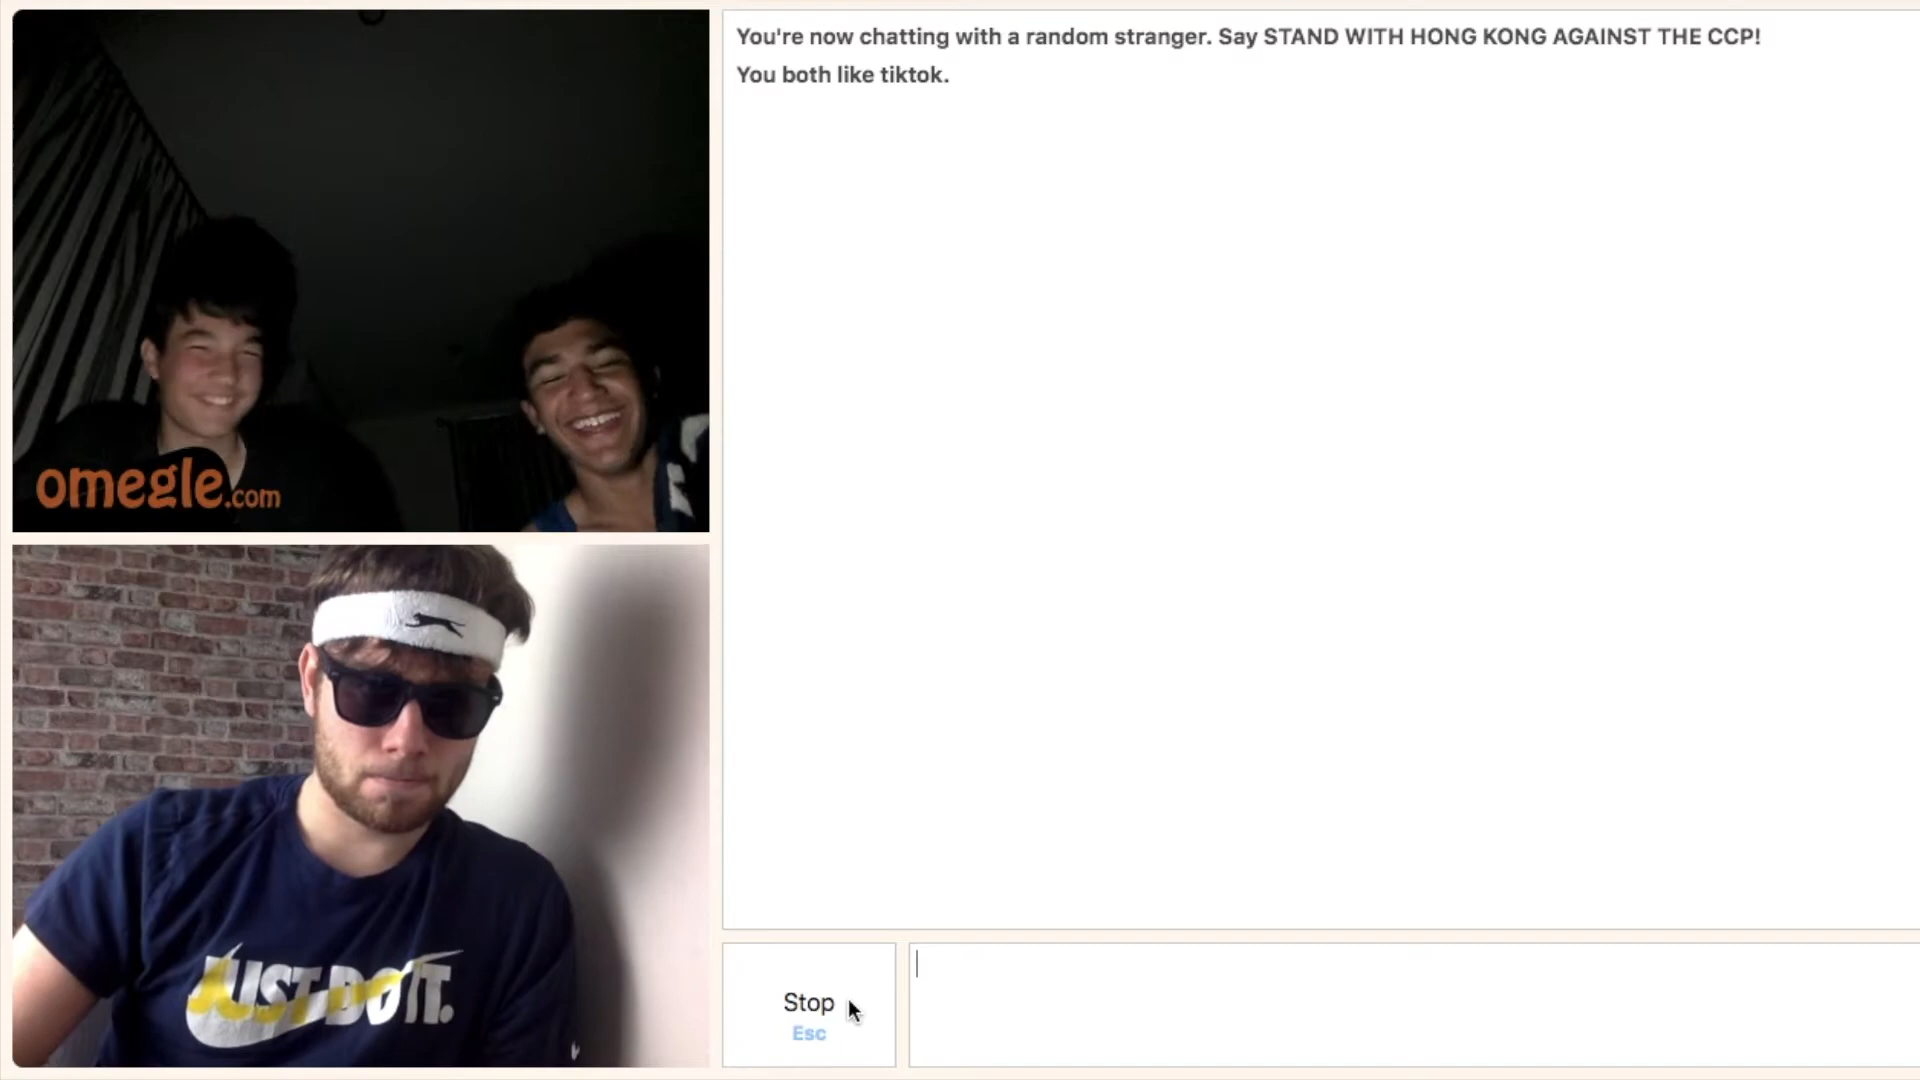 You're now chatting with a random stranger. Say STAND WITH HONG KONG AGAINST THE CCP!
You both like tiktok.
omegle.com
JUST DO IT.
Stop
Esc